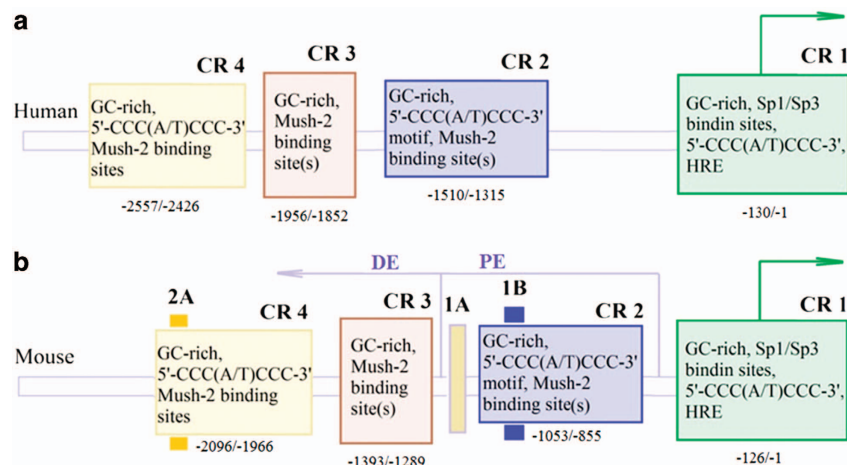 a
CR 4
CR 3
CR 2
CR 1
Human
GC-rich,
5'-CCC(A/T)CCC-3'
Mush-2 binding
sites
GC-rich,
Mush-2
binding
site(s)
GC-rich,
5'-CCC(A/T)CCC-3'
motif, Mush-2
binding site(s)
GC-rich, Sp1/Sp3
bindin sites,
5'-CCC(A/T)CCC-3',
HRE
-2557/-2426
-1956/-1852
-1510/-1315
-130/-1
b
DE
PE
2A
CR 4
CR 3
1A
1B
CR 2
CR 1
Mouse
GC-rich,
5'-CCC(A/T)CCC-3'
Mush-2 binding
sites
GC-rich,
Mush-2
binding
site(s)
GC-rich,
5'-CCC(A/T)CCC-3'
motif, Mush-2
binding site(s)
GC-rich, Sp1/Sp3
bindin sites,
5'-CCC(A/T)CCC-3',
HRE
-2096/-1966
-1393/-1289
-1053/-855
-126/-1